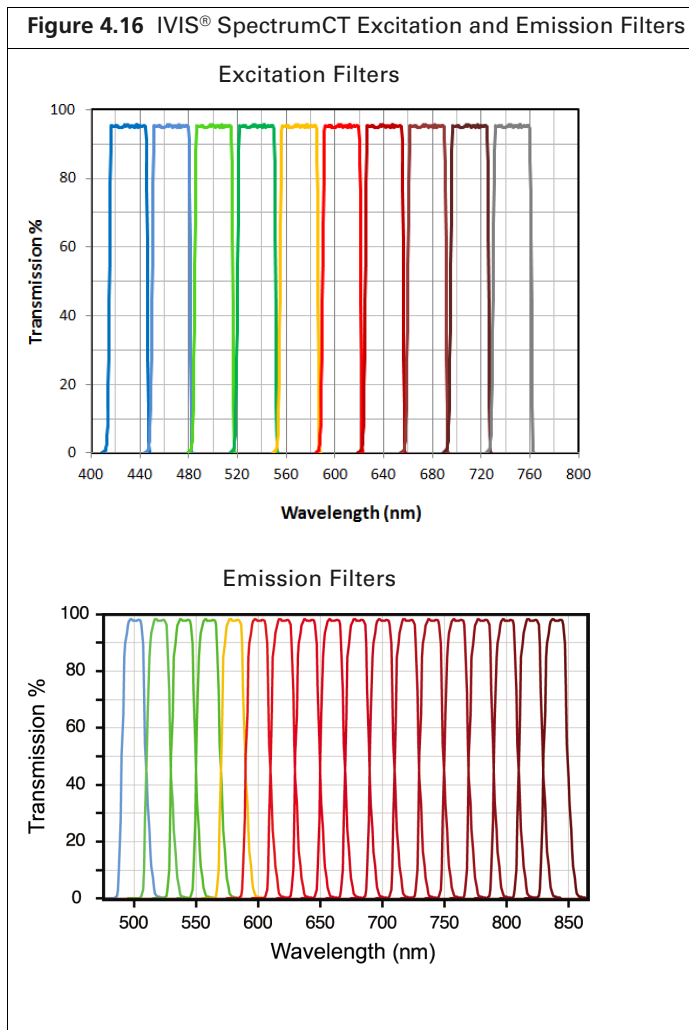 Figure 4.16 IVIS® SpectrumCT Excitation and Emission Filters
Excitation Filters
100
80
60
40
20
0
Transmission %
400 440 480 520 560 600 640 680 720 760 800
Wavelength (nm)
Emission Filters
100
80
60
40
20
0
Transmission %
500 550 600 650 700 750 800 850
Wavelength (nm)